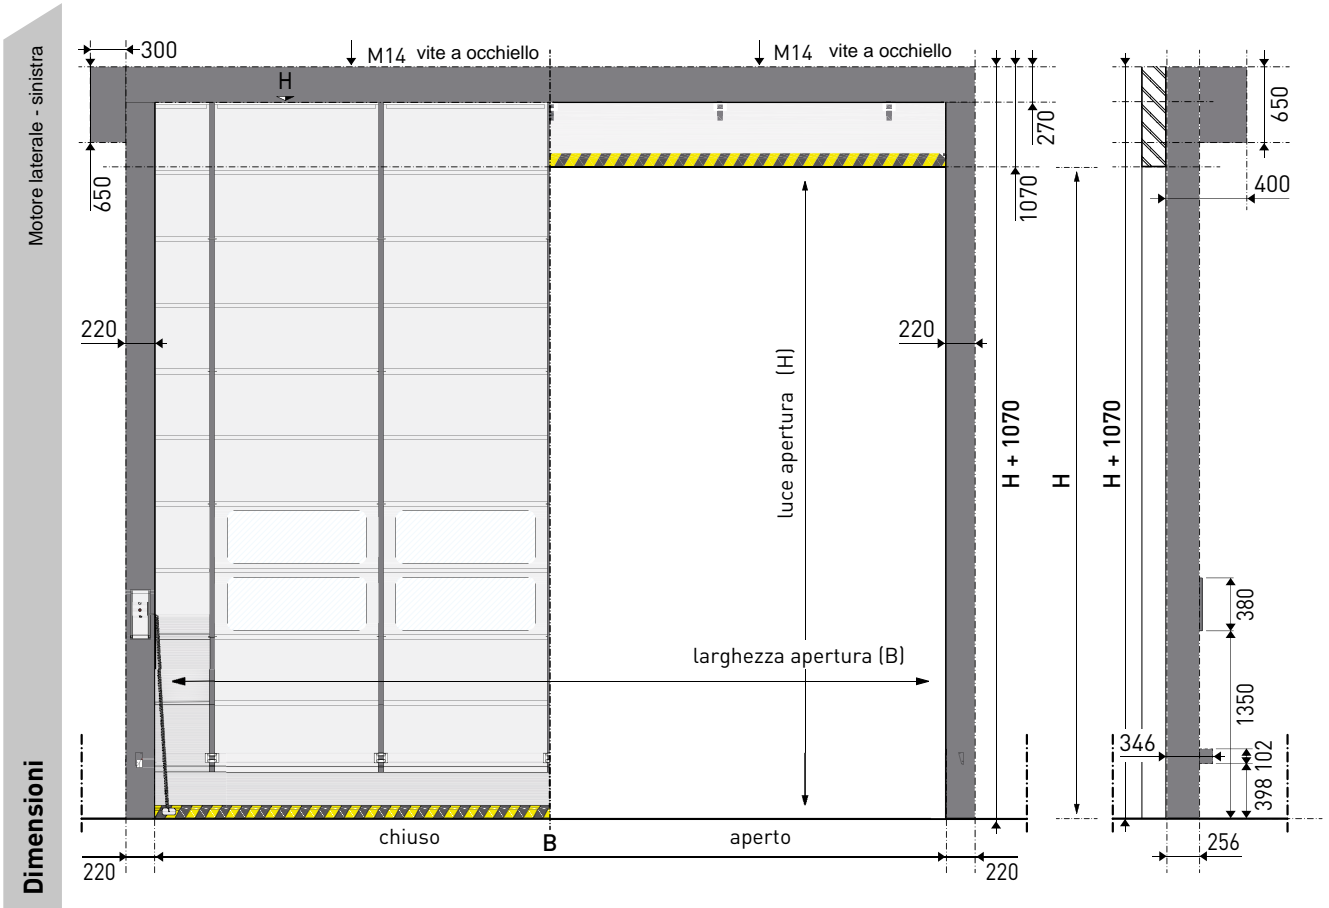 Motore laterale - sinistra
Dimensioni
300
M14 vite a occhiello
M14 vite a occhiello
H
650
270
1070
650
400
220
220
luce apertura (H)
H + 1070
H
H + 1070
larghezza apertura (B)
380
1350
346
102
398
chiuso
B
aperto
220
220
256